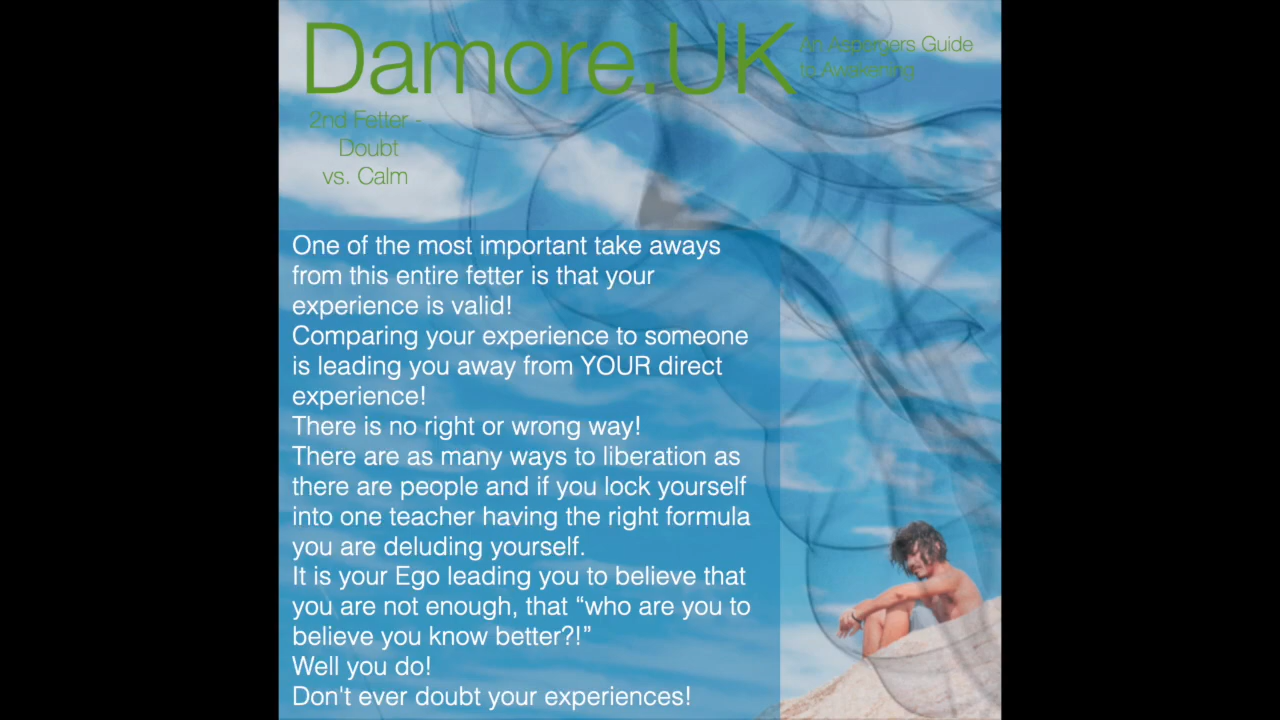 Damore.UK
An Aspergers Guide
to Awakening
2nd Fetter -
Doubt
vs. Calm
One of the most important take aways
from this entire fetter is that your
experience is valid!
Comparing your experience to someone
is leading you away from YOUR direct
experience!
There is no right or wrong way!
There are as many ways to liberation as
there are people and if you lock yourself
into one teacher having the right formula
you are deluding yourself.
It is your Ego leading you to believe that
you are not enough, that “who are you to
believe you know better?!”
Well you do!
Don't ever doubt your experiences!